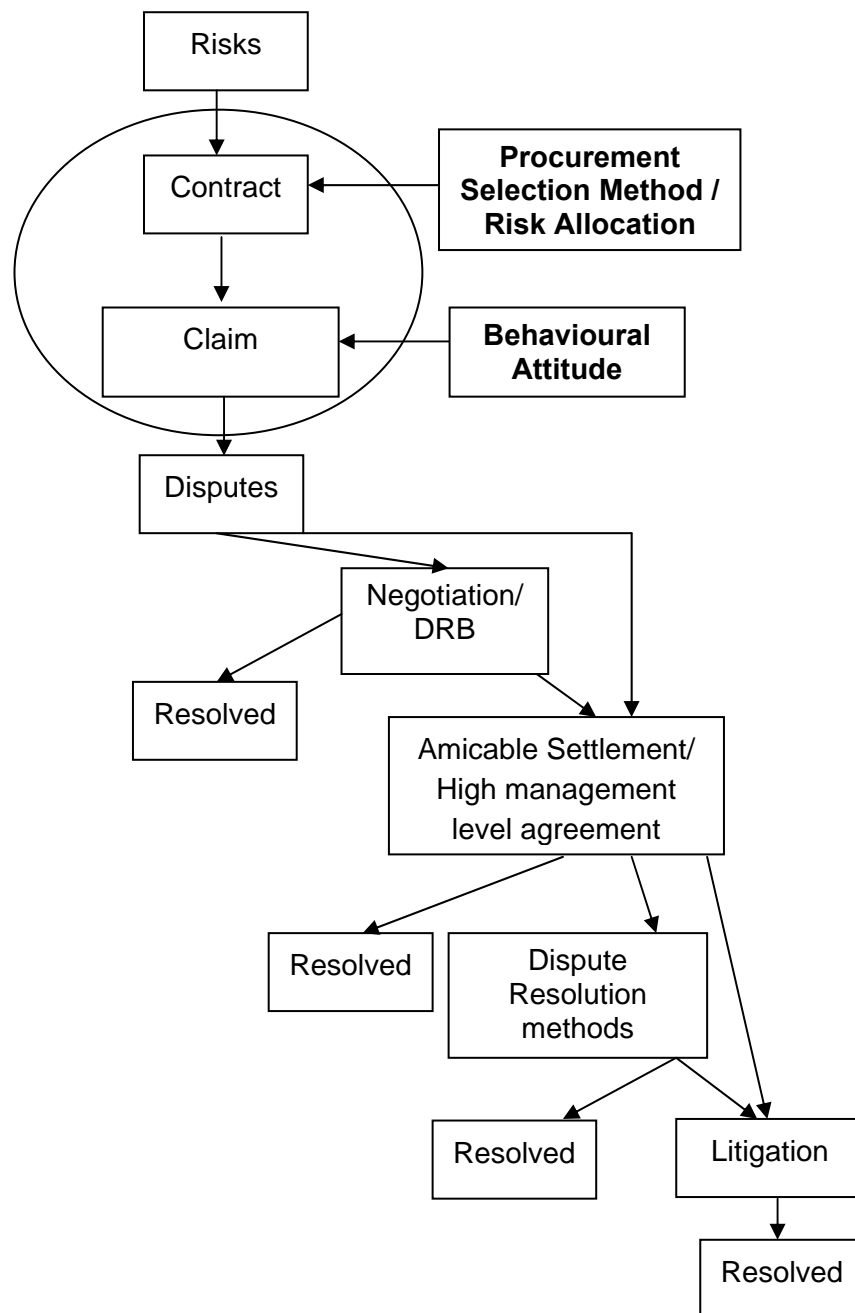 Risks
Contract
Procurement
Selection Method /
Risk Allocation
Claim
Behavioural
Attitude
Disputes
Negotiation/
DRB
Resolved
Amicable Settlement/
High management
level agreement
Resolved
Dispute
Resolution
methods
Resolved
Litigation
Resolved